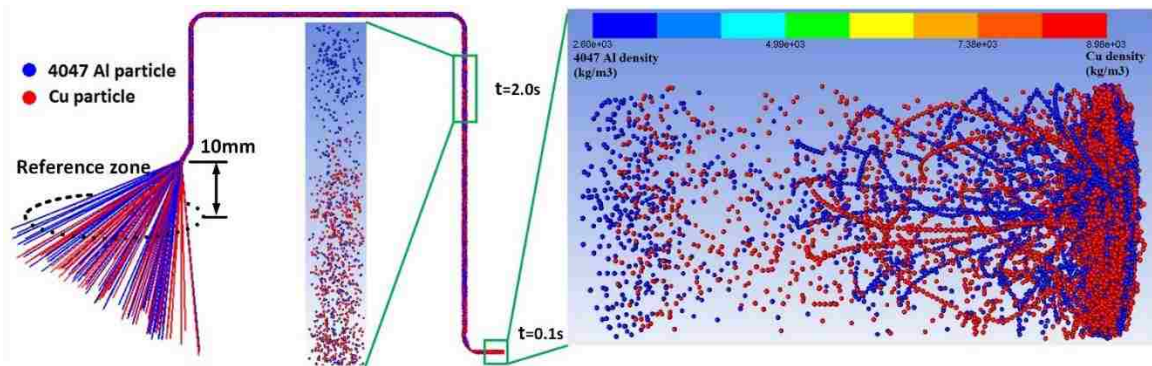 4047 Al particle
Cu particle
Reference zone
10mm
t=2.0s
t=0.1s
2.60e+03 4.99e+03 7.38e+03 8.98e+03
4047 Al density
(kg/m3)
Cu density
(kg/m3)